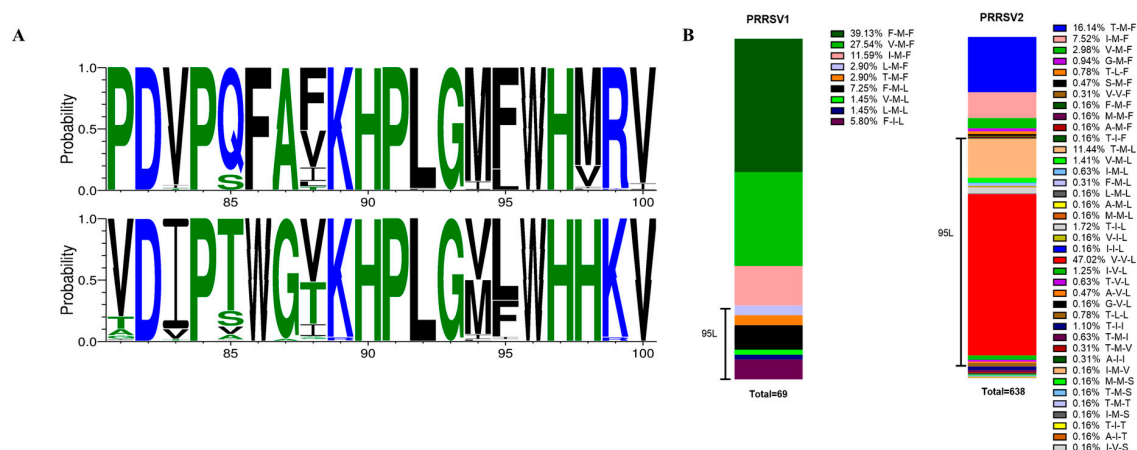 A
Probability
1.0
0.5
0.0
PDVPQFAFKHPLGMFWHMRV
S V V
I
85 90 95 100
Probability
1.0
0.5
0.0
VDIPTWGVKHPLGVLWHHKV
T V S T M F
A V I
A
85 90 95 100
B
PRRSV1
95L
Total=69
39.13% F-M-F
27.54% V-M-F
11.59% I-M-F
2.90% L-M-F
2.90% T-M-F
7.25% F-M-L
1.45% V-M-L
1.45% L-M-L
5.80% F-I-L
PRRSV2
95L
Total=638
16.14% T-M-F
7.52% I-M-F
2.98% V-M-F
0.94% G-M-F
0.78% T-L-F
0.47% S-M-F
0.31% V-V-F
0.16% F-M-F
0.16% M-M-F
0.16% A-M-F
0.16% T-I-F
11.44% T-M-L
1.41% V-M-L
0.63% I-M-L
0.31% F-M-L
0.16% L-M-L
0.16% A-M-L
0.16% M-M-L
1.72% T-I-L
0.16% V-I-L
0.16% I-I-L
47.02% V-V-L
1.25% I-V-L
0.63% T-V-L
0.47% A-V-L
0.16% G-V-L
0.78% T-L-L
1.10% T-I-I
0.63% T-M-I
0.31% T-M-V
0.31% A-I-I
0.16% I-M-V
0.16% M-M-S
0.16% T-M-S
0.16% T-M-T
0.16% I-M-S
0.16% T-I-T
0.16% A-I-T
0.16% I-V-S